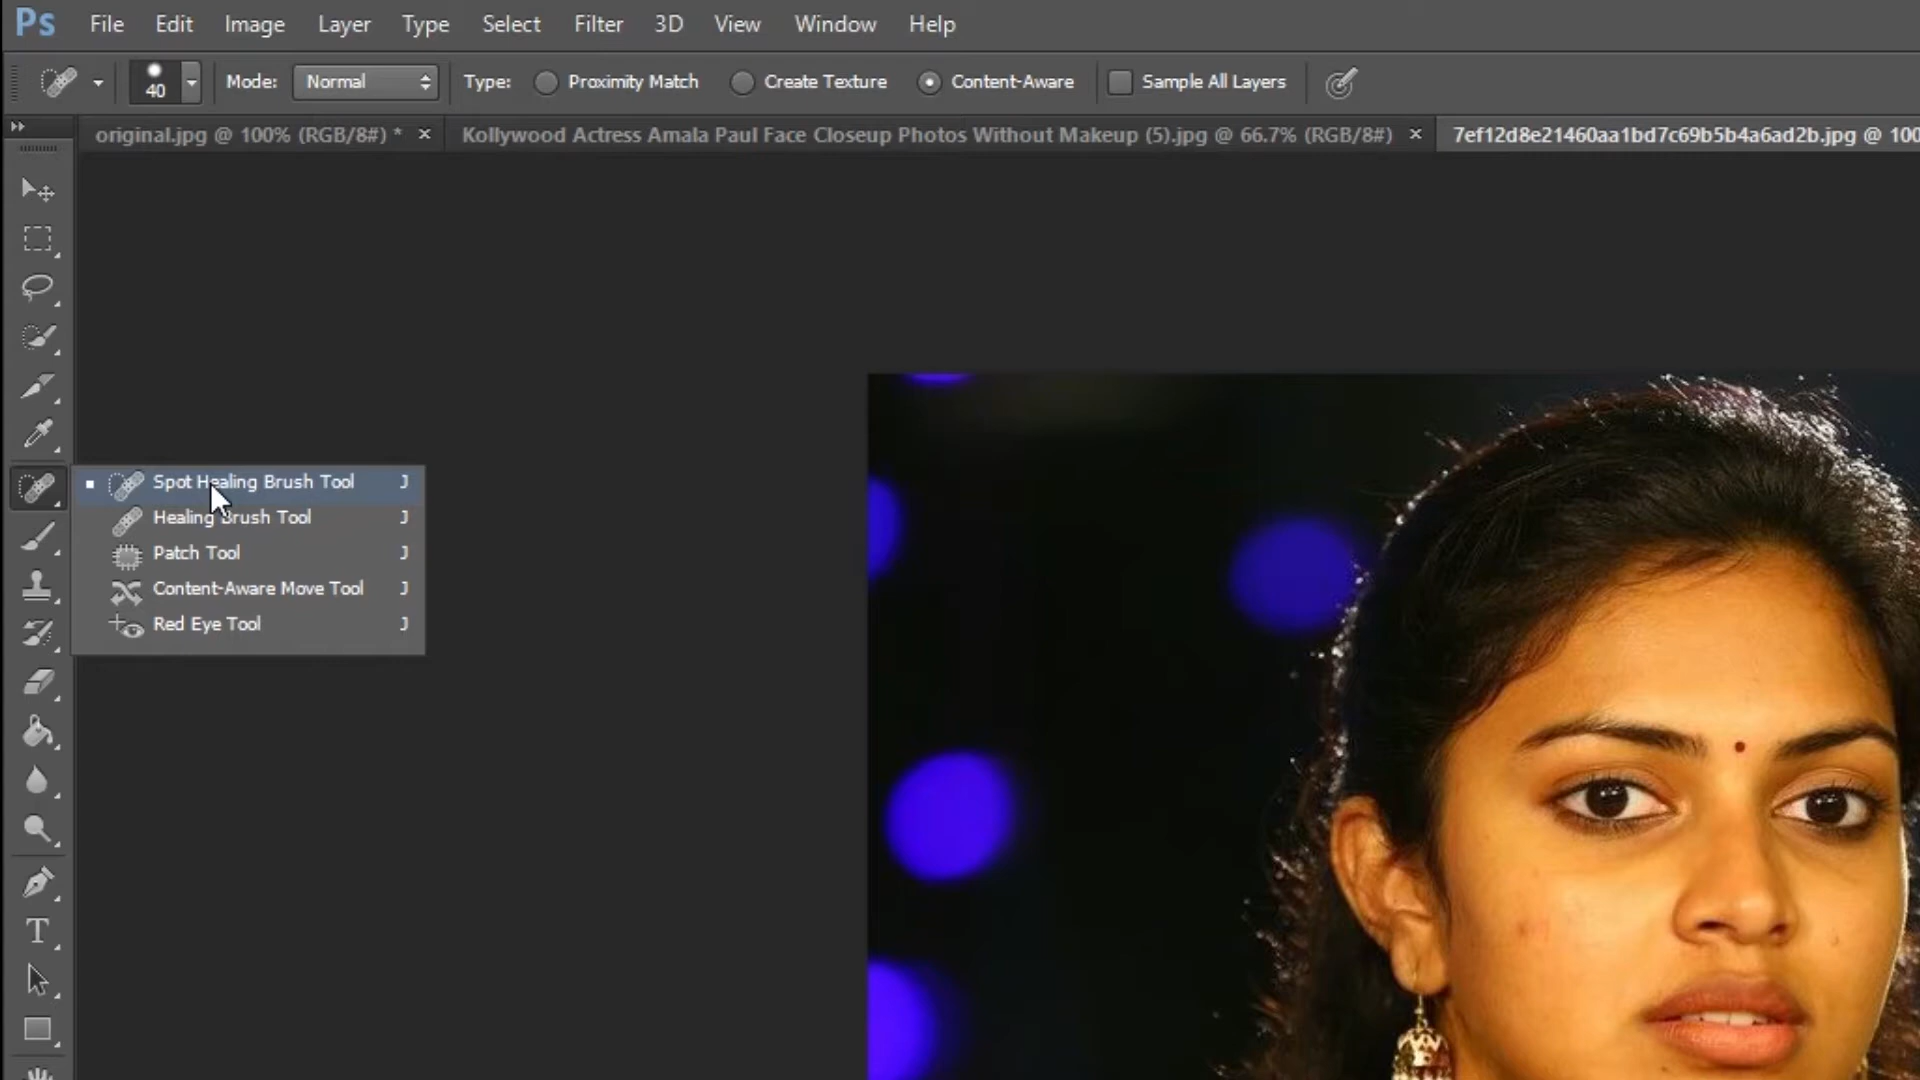 Ps File Edit Image Layer Type Select Filter 3D View Window Help
40 Mode: Normal Type: Proximity Match Create Texture Content-Aware Sample All Layers
original.jpg @ 100% (RGB/8#) * × Kollywood Actress Amala Paul Face Closeup Photos Without Makeup (5).jpg @ 66.7% (RGB/8#) × 7ef12d8e21460aa1bd7c69b5b4a6ad2b.jpg @ 100
Spot Healing Brush Tool J
Healing Brush Tool J
Patch Tool J
Content-Aware Move Tool J
Red Eye Tool J
T